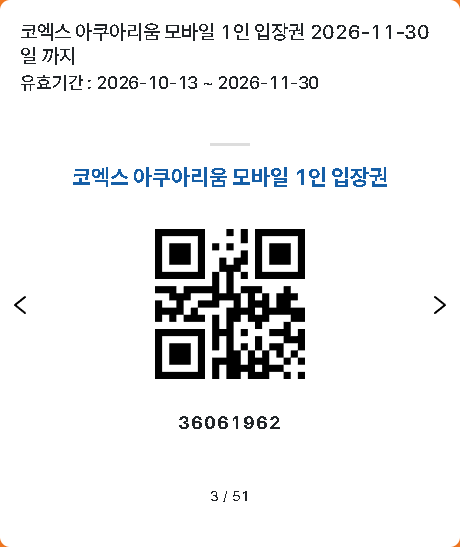 코엑스 아쿠아리움 모바일 1인 입장권 2026-11-30
일 까지
유효기간 : 2026-10-13 ~ 2026-11-30
코엑스 아쿠아리움 모바일 1인 입장권
36061962
3 / 51